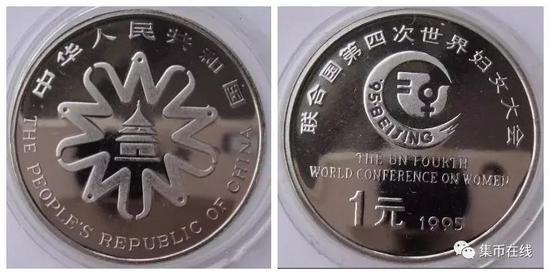 中华人民共和国
THE PEOPLE'S REPUBLIC OF CHINA
联合国第四次世界妇女大会
'95·BEIJING
THE UN FOURTH
WORLD CONFERENCE ON WOMEN
1元 1995
集币在线